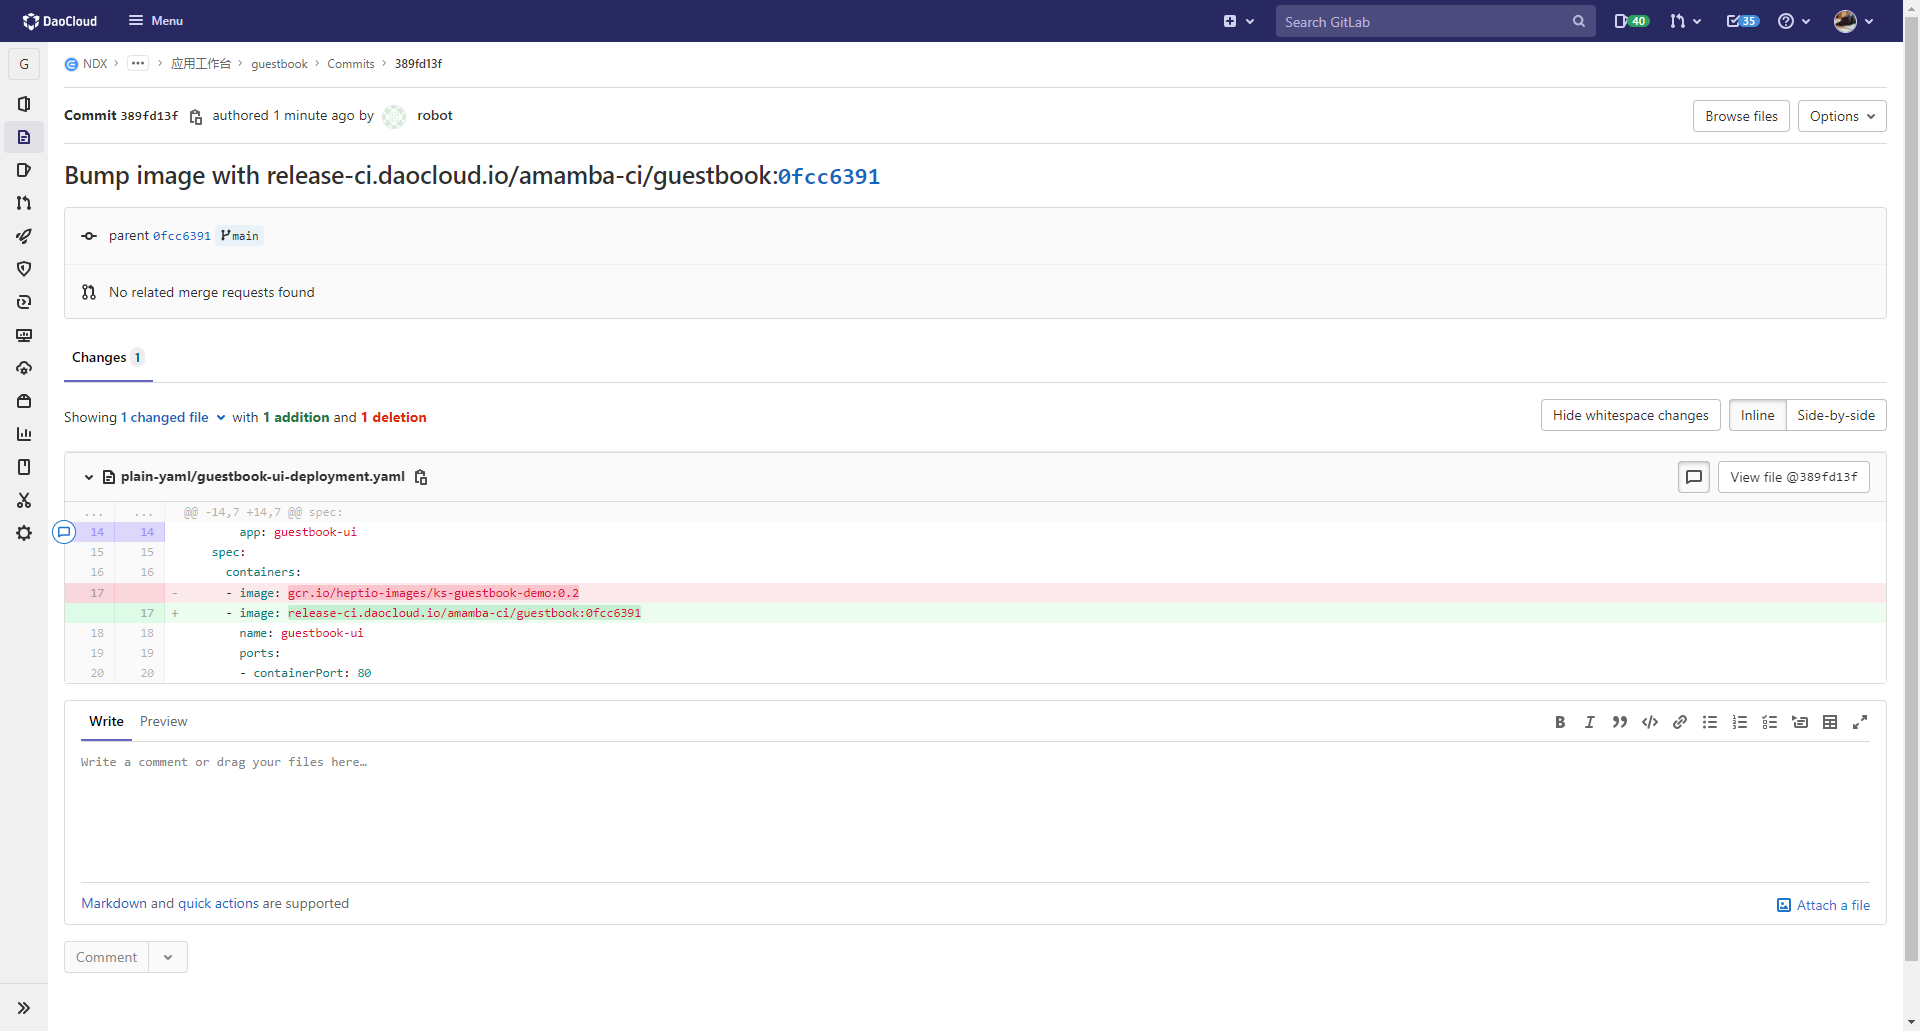 DaoCloud Menu Search GitLab 40 35
G NDX 应用工作台 guestbook Commits 389fd13f
Commit 389fd13f authored 1 minute ago by robot Browse files Options
Bump image with release-ci.daocloud.io/amamba-ci/guestbook:0fcc6391
parent 0fcc6391 main
No related merge requests found
Changes 1
Showing 1 changed file with 1 addition and 1 deletion Hide whitespace changes Inline Side-by-side
plain-yaml/guestbook-ui-deployment.yaml View file @389fd13f
... ... @@ -14,7 +14,7 @@ spec:
14 14 app: guestbook-ui
15 15 spec:
16 16 containers:
17 - - image: gcr.io/heptio-images/ks-guestbook-demo:0.2
17 + - image: release-ci.daocloud.io/amamba-ci/guestbook:0fcc6391
18 18 name: guestbook-ui
19 19 ports:
20 20 - containerPort: 80
Write Preview
Write a comment or drag your files here…
Markdown and quick actions are supported Attach a file
Comment